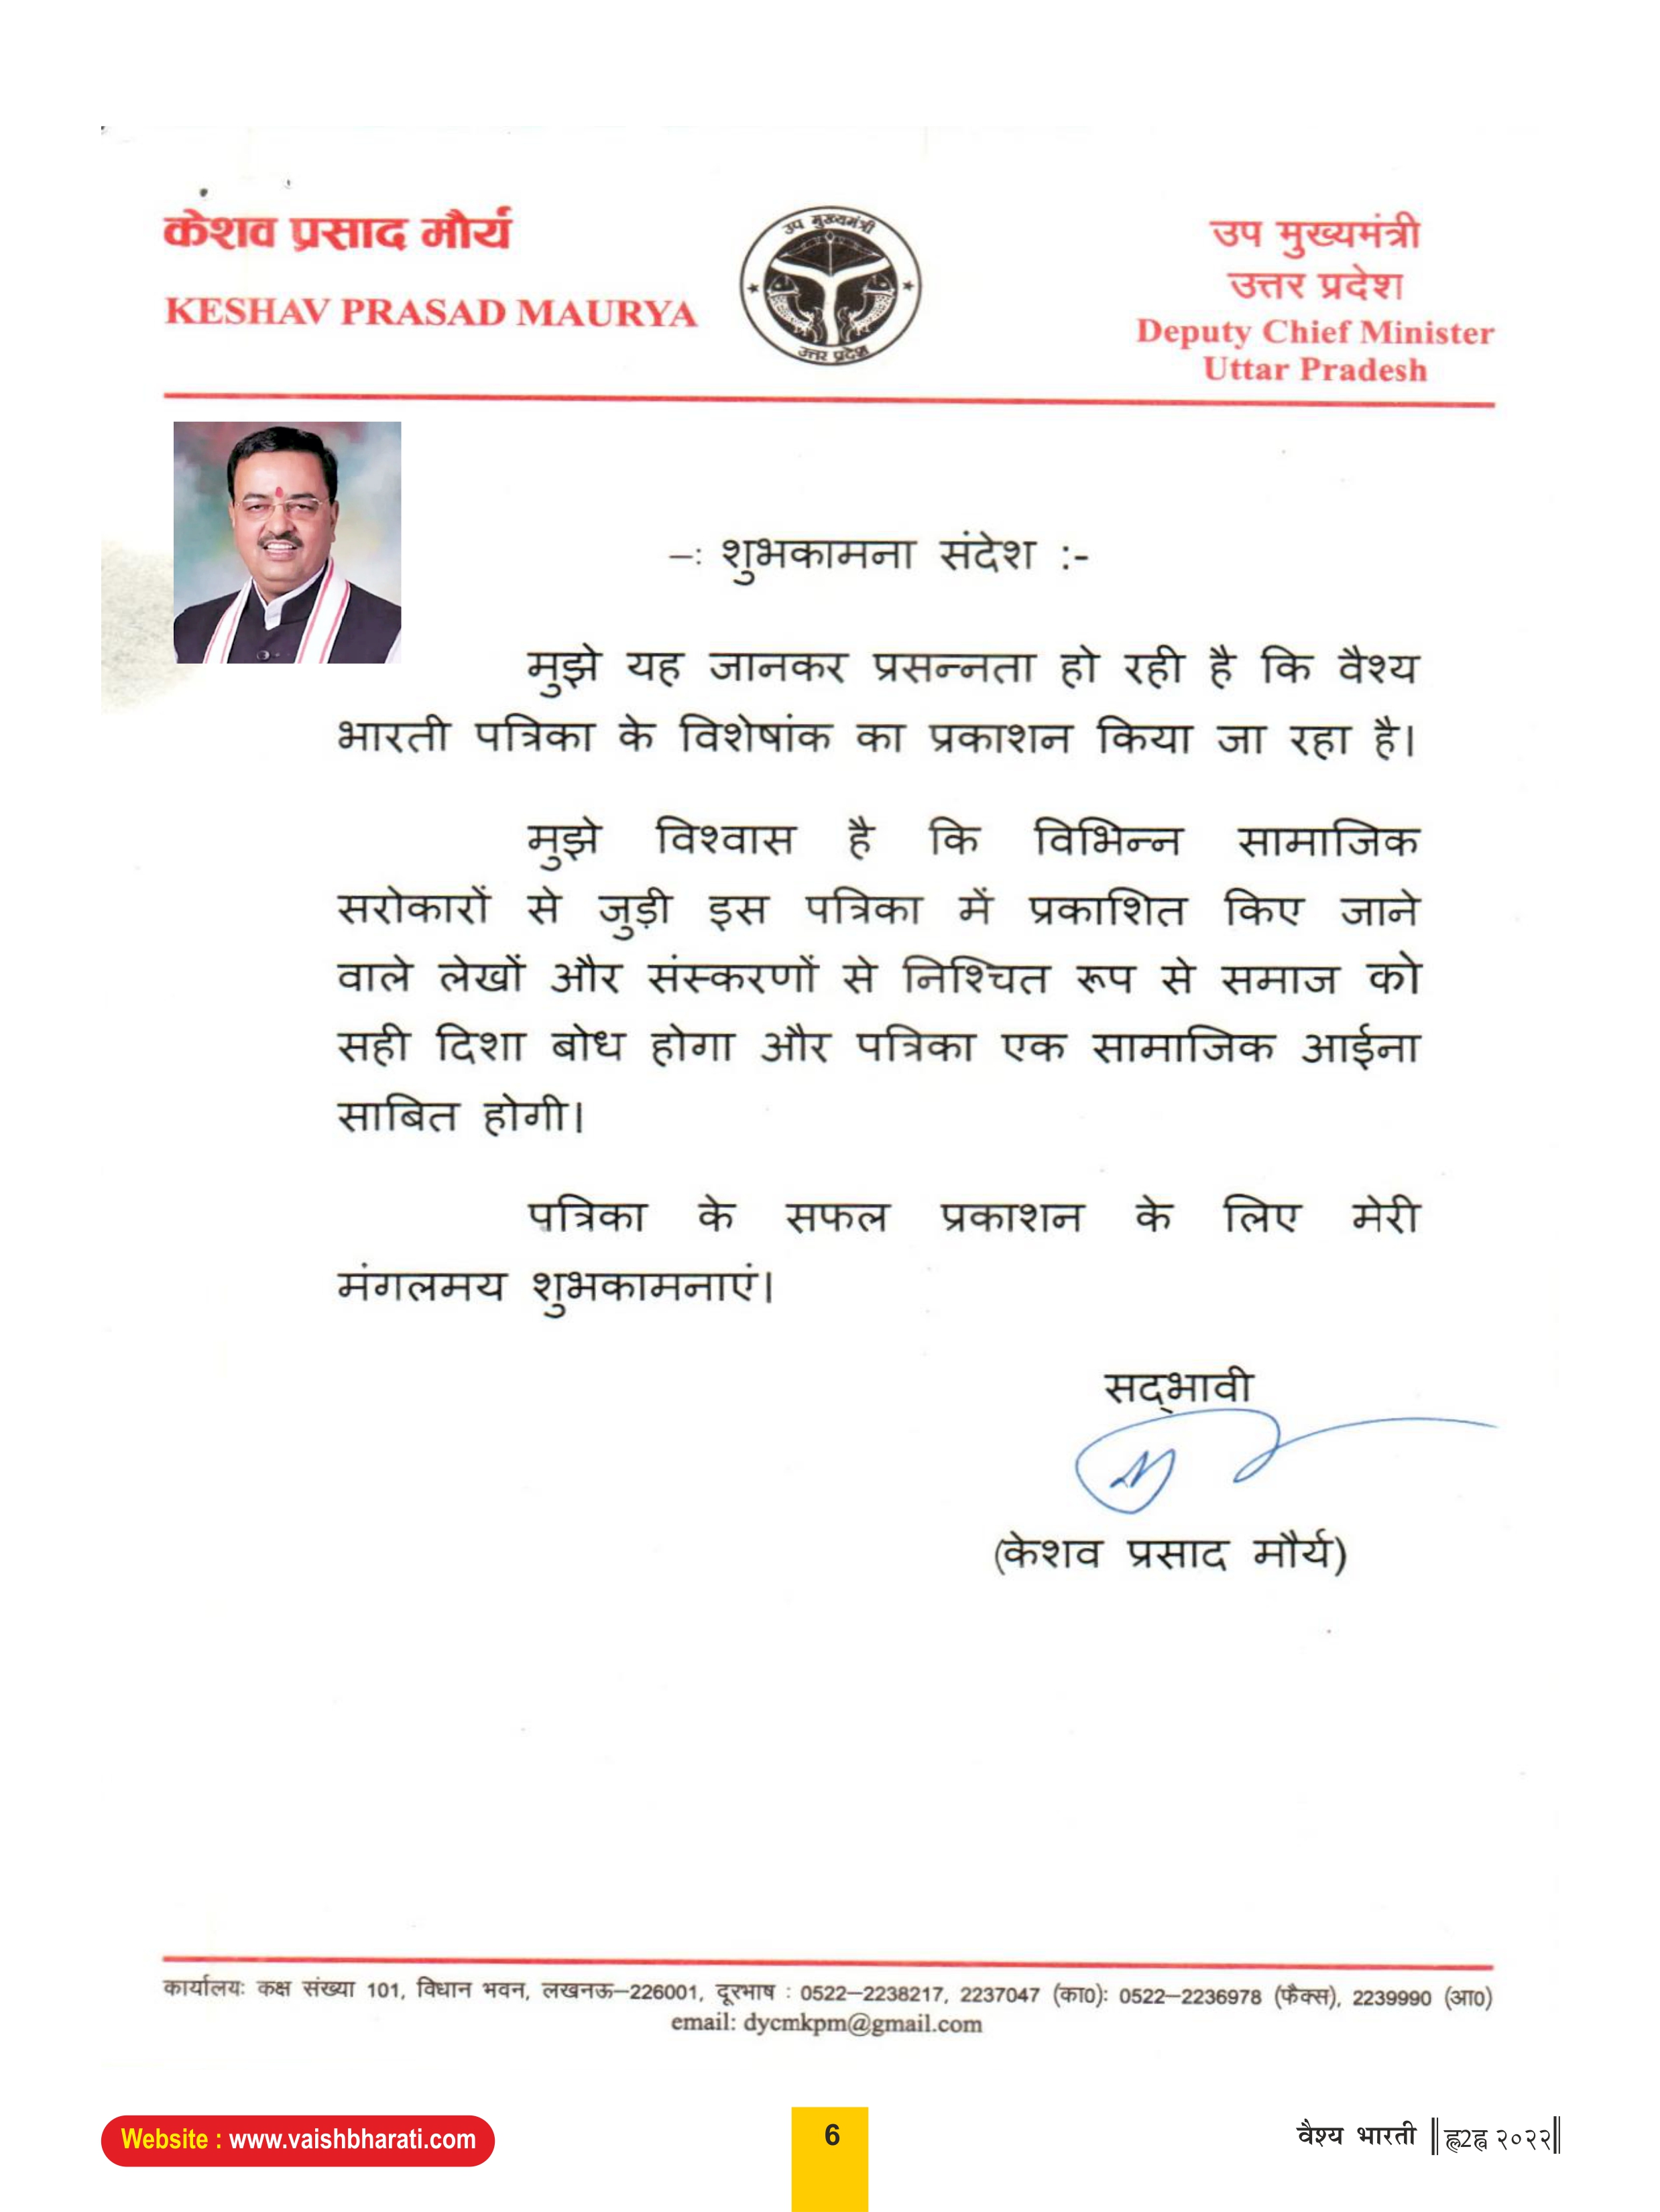 केशव प्रसाद मौर्य
KESHAV PRASAD MAURYA
उप मुख्यमंत्री
उत्तर प्रदेश
उप मुख्यमंत्री
उत्तर प्रदेश
Deputy Chief Minister
Uttar Pradesh
–: शुभकामना संदेश :-
मुझे यह जानकर प्रसन्नता हो रही है कि वैश्य
भारती पत्रिका के विशेषांक का प्रकाशन किया जा रहा है।
मुझे विश्वास है कि विभिन्न सामाजिक
सरोकारों से जुड़ी इस पत्रिका में प्रकाशित किए जाने
वाले लेखों और संस्करणों से निश्चित रूप से समाज को
सही दिशा बोध होगा और पत्रिका एक सामाजिक आईना
साबित होगी।
पत्रिका के सफल प्रकाशन के लिए मेरी
मंगलमय शुभकामनाएं।
सद्भावी
(केशव प्रसाद मौर्य)
कार्यालयः कक्ष संख्या 101, विधान भवन, लखनऊ–226001, दूरभाष : 0522–2238217, 2237047 (का0): 0522–2236978 (फैक्स), 2239990 (आ0)
email: dycmkpm@gmail.com
Website : www.vaishbharati.com
6
वैश्य भारती || २०२२||